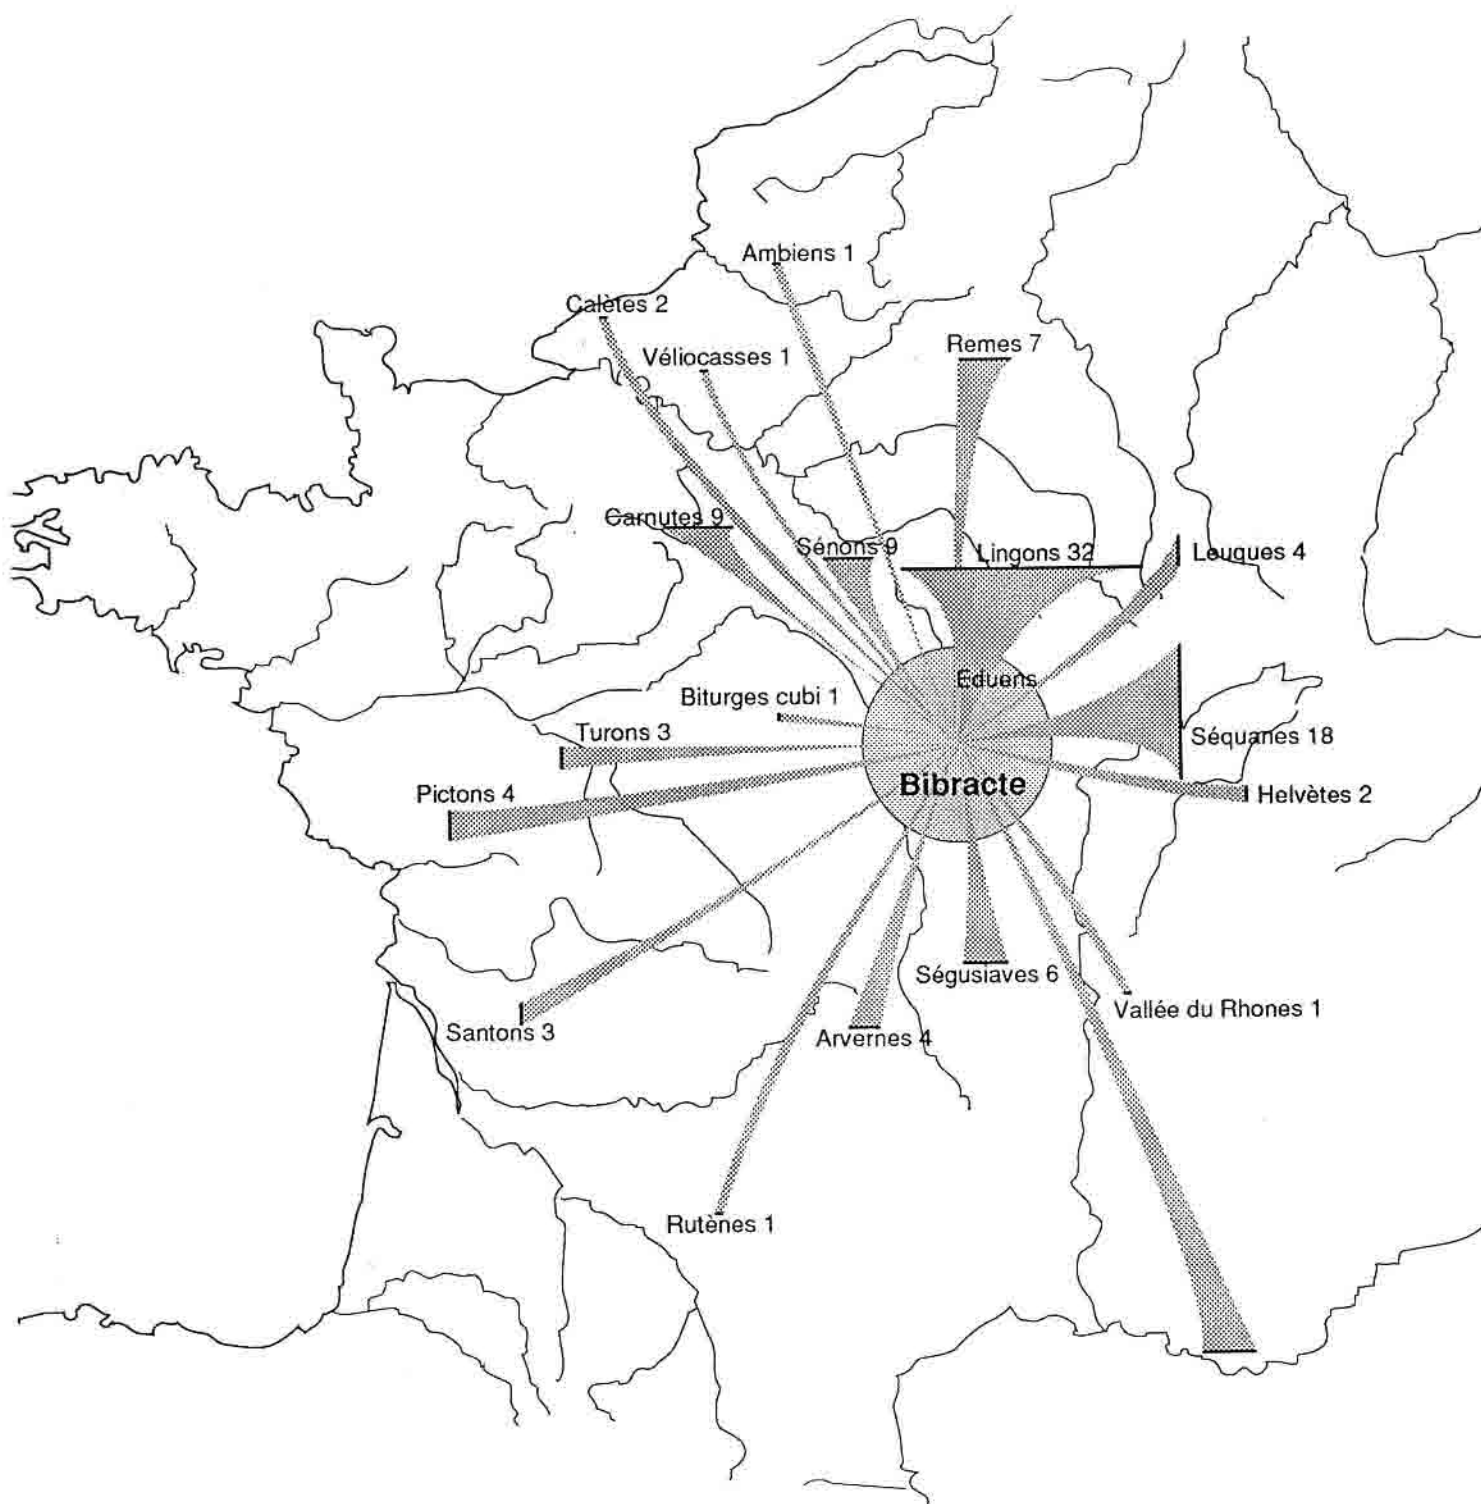 Ambiens 1
Calètes 2
Véliocasses 1
Remes 7
Carnutes 9
Sénons 9
Lingons 32
Leuques 4
Eduens
Biturges cubi 1
Turons 3
Séquanes 18
Bibracte
Pictons 4
Helvètes 2
Ségusiaves 6
Vallée du Rhones 1
Santons 3
Arvernes 4
Rutènes 1